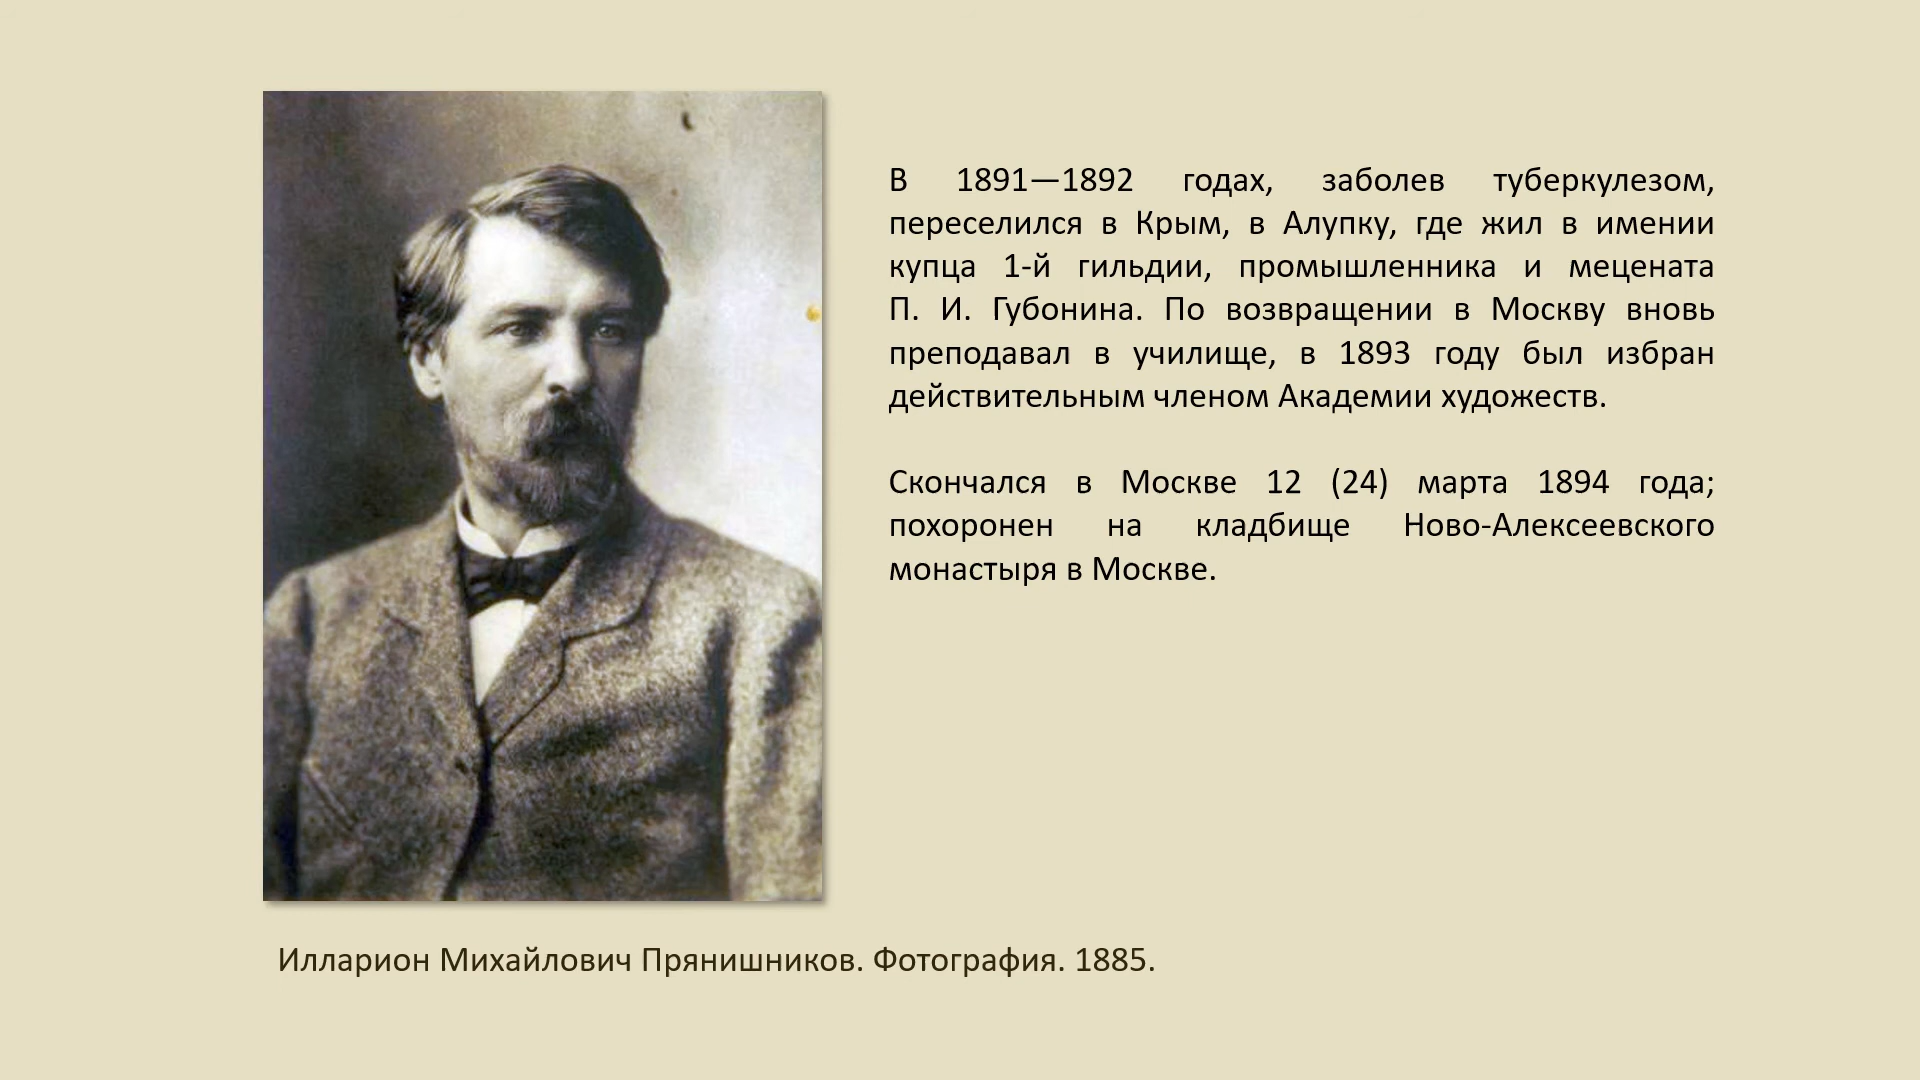 В 1891—1892 годах, заболев туберкулезом,
переселился в Крым, в Алупку, где жил в имении
купца 1-й гильдии, промышленника и мецената
П. И. Губонина. По возвращении в Москву вновь
преподавал в училище, в 1893 году был избран
действительным членом Академии художеств.
Скончался в Москве 12 (24) марта 1894 года;
похоронен на кладбище Ново-Алексеевского
монастыря в Москве.
Илларион Михайлович Прянишников. Фотография. 1885.